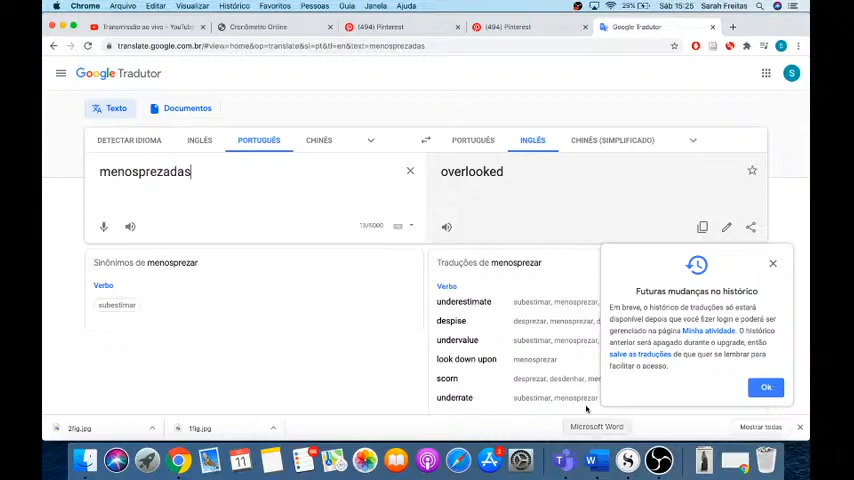 Chrome Arquivo Editar Visualizar Histórico Favoritos Pessoas Guia Janela Ajuda 29% Sáb 15:25 Sarah Freitas
Transmissão ao vivo - YouTube Cronômetro Online (494) Pinterest (494) Pinterest Google Tradutor
translate.google.com.br/#view=home&op=translate&sl=pt&tl=en&text=menosprezadas
Google Tradutor S
Texto Documentos
DETECTAR IDIOMA INGLÊS PORTUGUÊS CHINÊS PORTUGUÊS INGLÊS CHINÊS (SIMPLIFICADO)
menosprezadas overlooked
13/5000
Sinônimos de menosprezar
Verbo
subestimar
Traduções de menosprezar
Verbo
underestimate subestimar, menosprezar,
despise desprezar, menosprezar,
undervalue subestimar, menosprezar,
look down upon menosprezar
scorn desprezar, desdenhar,
underrate subestimar, menosprezar
Futuras mudanças no histórico
Em breve, o histórico de traduções só estará
disponível depois que você fizer login e poderá ser
gerenciado na página Minha atividade. O histórico
anterior será apagado durante o upgrade, então
salve as traduções de que quer se lembrar para
facilitar o acesso.
Ok
2fig.jpg 1fig.jpg Microsoft Word Mostrar todas
11